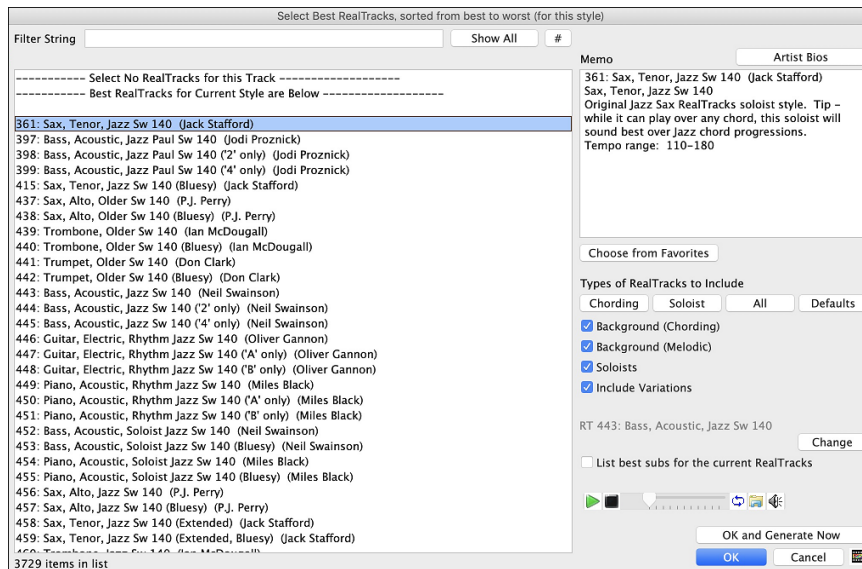 Select Best RealTracks, sorted from best to worst (for this style)
Filter String
Show All
#
----------- Select No RealTracks for this Track -------------------
----------- Best RealTracks for Current Style are Below -------------------
361: Sax, Tenor, Jazz Sw 140 (Jack Stafford)
397: Bass, Acoustic, Jazz Paul Sw 140 (Jodi Proznick)
398: Bass, Acoustic, Jazz Paul Sw 140 ('2' only) (Jodi Proznick)
399: Bass, Acoustic, Jazz Paul Sw 140 ('4' only) (Jodi Proznick)
415: Sax, Tenor, Jazz Sw 140 (Bluesy) (Jack Stafford)
437: Sax, Alto, Older Sw 140 (P.J. Perry)
438: Sax, Alto, Older Sw 140 (Bluesy) (P.J. Perry)
439: Trombone, Older Sw 140 (Ian McDougall)
440: Trombone, Older Sw 140 (Bluesy) (Ian McDougall)
441: Trumpet, Older Sw 140 (Don Clark)
442: Trumpet, Older Sw 140 (Bluesy) (Don Clark)
443: Bass, Acoustic, Jazz Sw 140 (Neil Swainson)
444: Bass, Acoustic, Jazz Sw 140 ('2' only) (Neil Swainson)
445: Bass, Acoustic, Jazz Sw 140 ('4' only) (Neil Swainson)
446: Guitar, Electric, Rhythm Jazz Sw 140 (Oliver Gannon)
447: Guitar, Electric, Rhythm Jazz Sw 140 ('A' only) (Oliver Gannon)
448: Guitar, Electric, Rhythm Jazz Sw 140 ('B' only) (Oliver Gannon)
449: Piano, Acoustic, Rhythm Jazz Sw 140 (Miles Black)
450: Piano, Acoustic, Rhythm Jazz Sw 140 ('A' only) (Miles Black)
451: Piano, Acoustic, Rhythm Jazz Sw 140 ('B' only) (Miles Black)
452: Bass, Acoustic, Soloist Jazz Sw 140 (Neil Swainson)
453: Bass, Acoustic, Soloist Jazz Sw 140 (Bluesy) (Neil Swainson)
454: Piano, Acoustic, Soloist Jazz Sw 140 (Miles Black)
455: Piano, Acoustic, Soloist Jazz Sw 140 (Bluesy) (Miles Black)
456: Sax, Alto, Jazz Sw 140 (P.J. Perry)
457: Sax, Alto, Jazz Sw 140 (Bluesy) (P.J. Perry)
458: Sax, Tenor, Jazz Sw 140 (Extended) (Jack Stafford)
459: Sax, Tenor, Jazz Sw 140 (Extended, Bluesy) (Jack Stafford)
460: Trombone, Jazz Sw 140 (Ian McDougall)
3729 items in list
Memo
Artist Bios
361: Sax, Tenor, Jazz Sw 140 (Jack Stafford)
Sax, Tenor, Jazz Sw 140
Original Jazz Sax RealTracks soloist style. Tip -
while it can play over any chord, this soloist will
sound best over Jazz chord progressions.
Tempo range: 110-180
Choose from Favorites
Types of RealTracks to Include
Chording
Soloist
All
Defaults
Background (Chording)
Background (Melodic)
Soloists
Include Variations
RT 443: Bass, Acoustic, Jazz Sw 140
Change
List best subs for the current RealTracks
OK and Generate Now
OK
Cancel